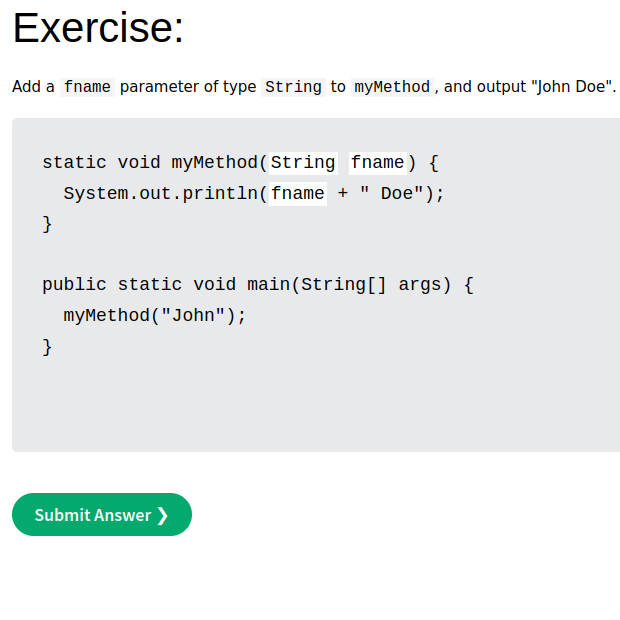 Exercise:
Add a fname parameter of type String to myMethod, and output "John Doe".
static void myMethod(String fname) {
  System.out.println(fname + " Doe");
}
public static void main(String[] args) {
  myMethod("John");
}
Submit Answer ❯